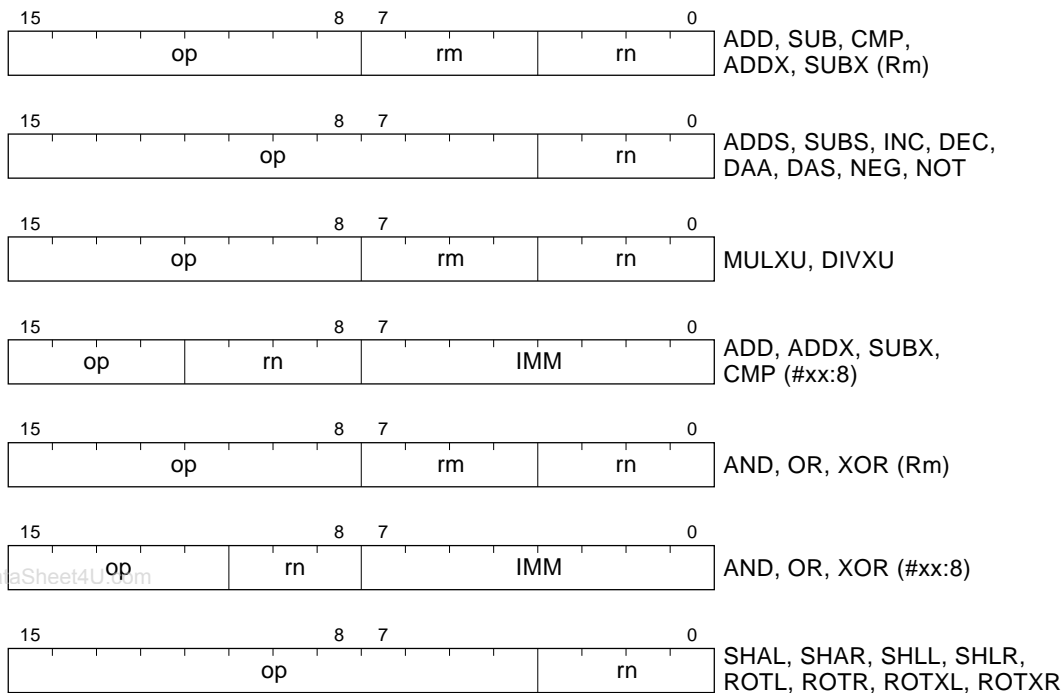 15 8 7 0
op rm rn
ADD, SUB, CMP,
ADDX, SUBX (Rm)
15 8 7 0
op rn
ADDS, SUBS, INC, DEC,
DAA, DAS, NEG, NOT
15 8 7 0
op rm rn
MULXU, DIVXU
15 8 7 0
op rn IMM
ADD, ADDX, SUBX,
CMP (#xx:8)
15 8 7 0
op rm rn
AND, OR, XOR (Rm)
15 8 7 0
op rn IMM
AND, OR, XOR (#xx:8)
taSheet4U.com
15 8 7 0
op rn
SHAL, SHAR, SHLL, SHLR,
ROTL, ROTR, ROTXL, ROTXR